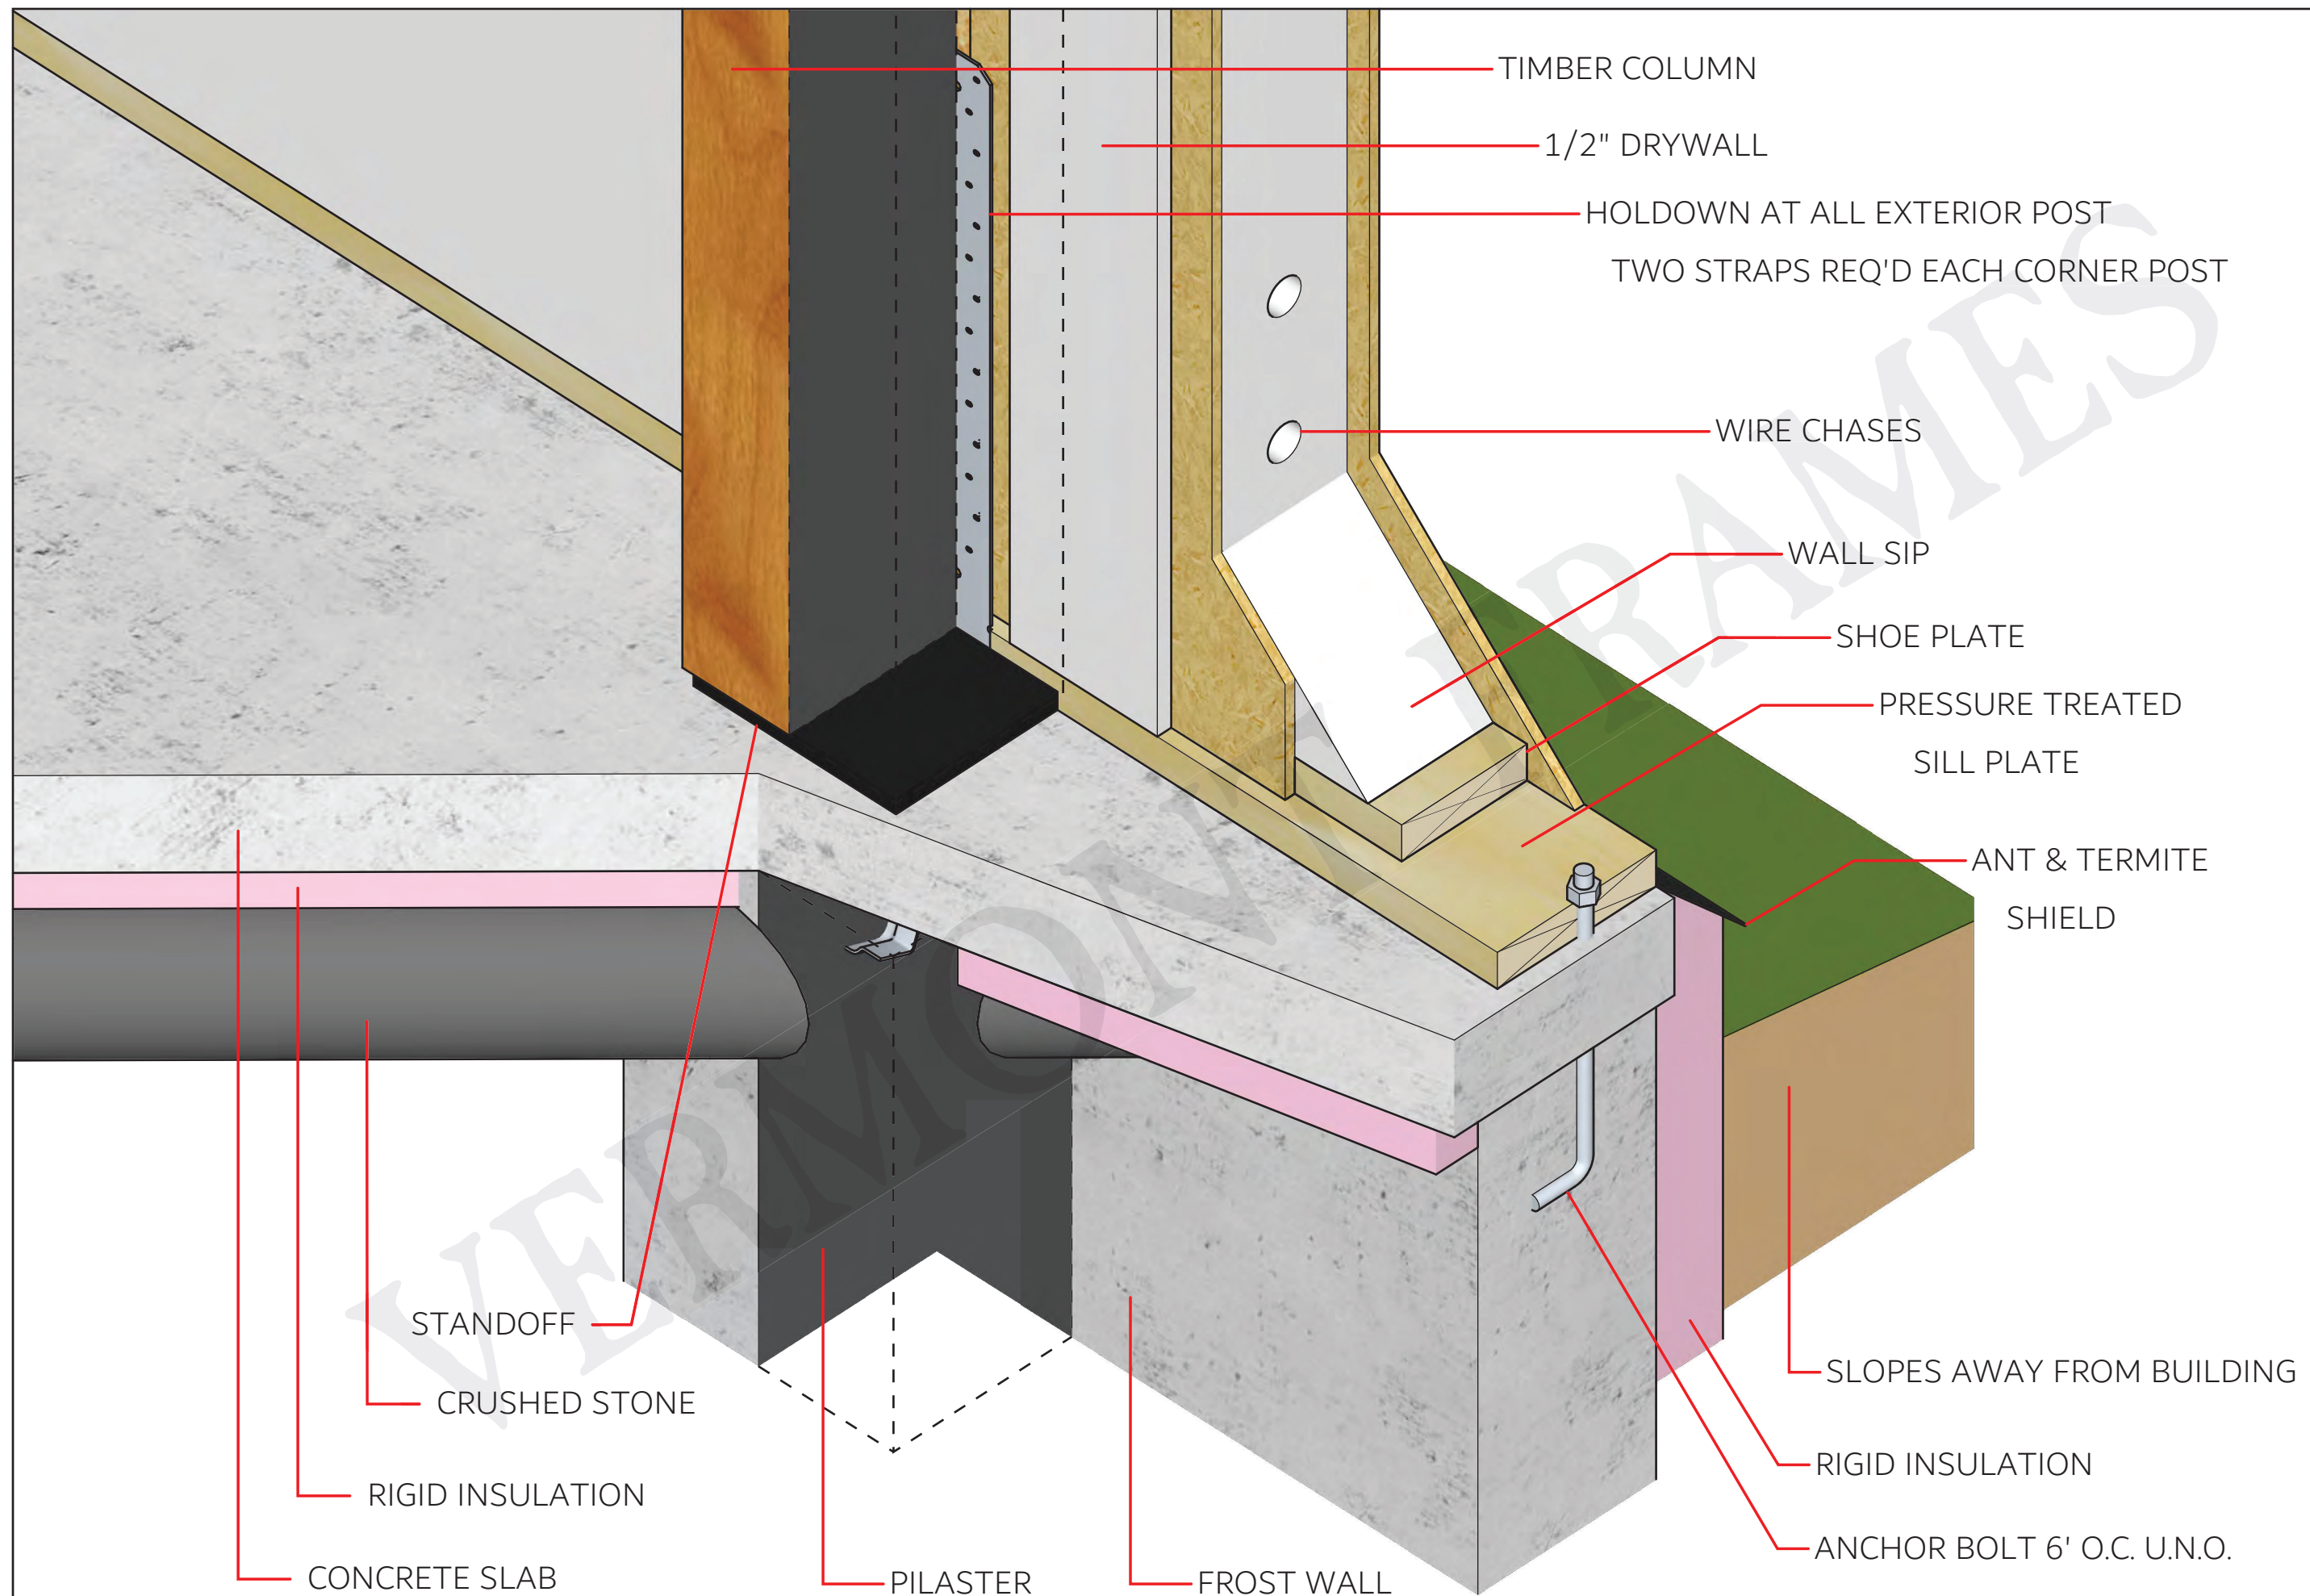 TIMBER COLUMN
1/2" DRYWALL
HOLDOWN AT ALL EXTERIOR POST
TWO STRAPS REQ'D EACH CORNER POST
WIRE CHASES
WALL SIP
SHOE PLATE
PRESSURE TREATED
SILL PLATE
ANT & TERMITE
SHIELD
VERMONT FRAMES
STANDOFF
CRUSHED STONE
RIGID INSULATION
CONCRETE SLAB
PILASTER
FROST WALL
SLOPES AWAY FROM BUILDING
RIGID INSULATION
ANCHOR BOLT 6' O.C. U.N.O.